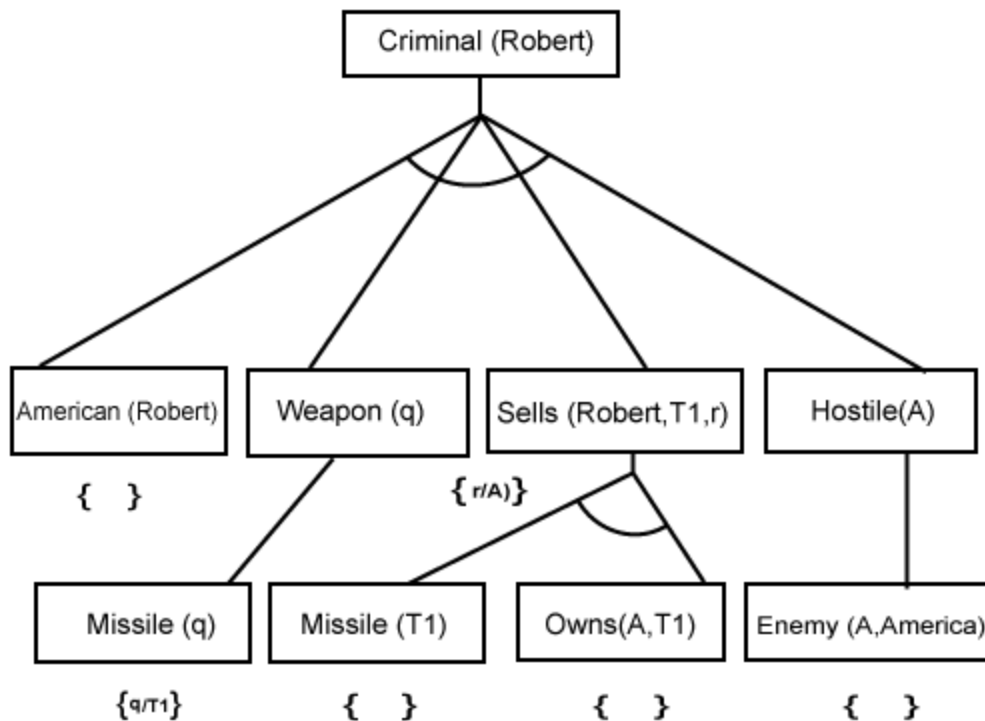 Criminal (Robert)
American (Robert)
Weapon (q)
Sells (Robert,T1,r)
Hostile(A)
{ }
{ r/A)}
Missile (q)
Missile (T1)
Owns(A,T1)
Enemy (A,America)
{q/T1}
{ }
{ }
{ }